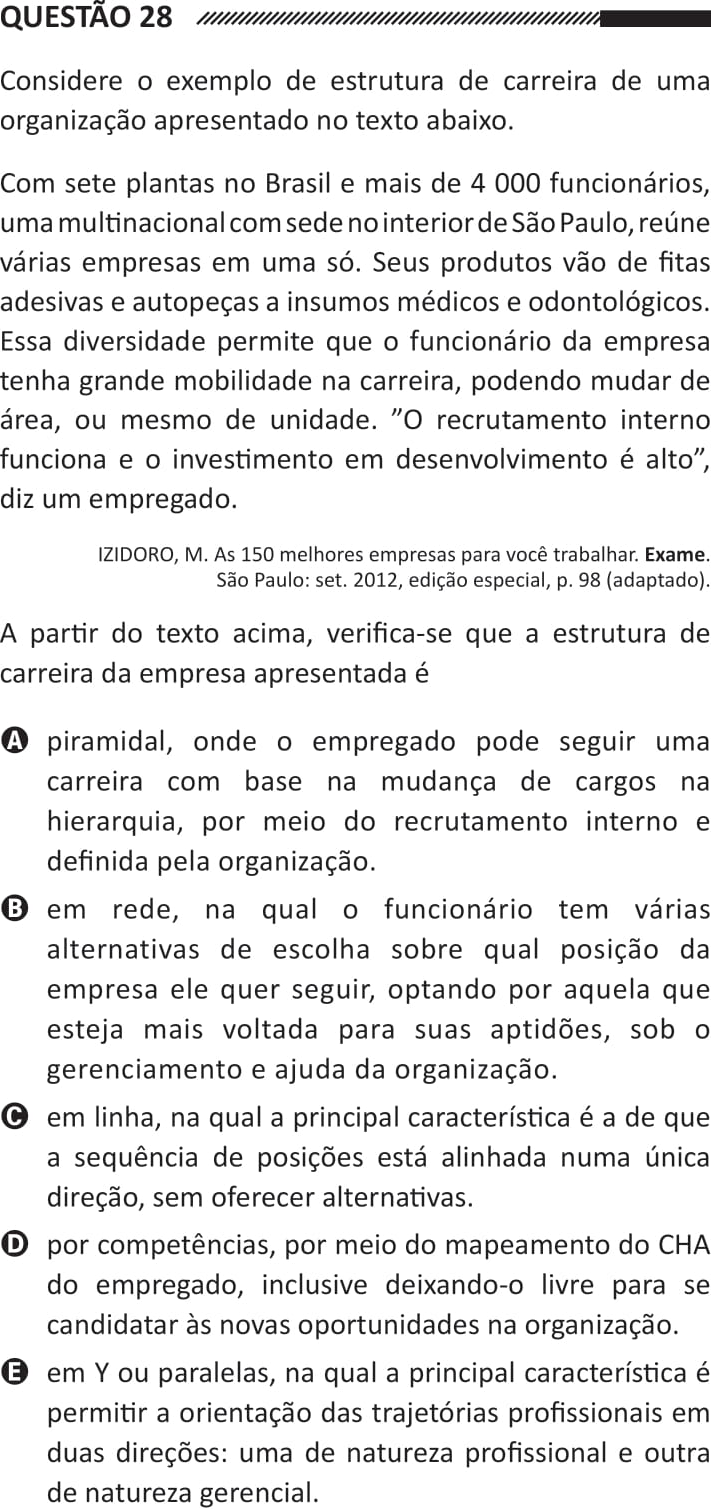 QUESTÃO 28
Considere o exemplo de estrutura de carreira de uma
organização apresentado no texto abaixo.
Com sete plantas no Brasil e mais de 4 000 funcionários,
uma multinacional com sede no interior de São Paulo, reúne
várias empresas em uma só. Seus produtos vão de fitas
adesivas e autopeças a insumos médicos e odontológicos.
Essa diversidade permite que o funcionário da empresa
tenha grande mobilidade na carreira, podendo mudar de
área, ou mesmo de unidade. ”O recrutamento interno
funciona e o investimento em desenvolvimento é alto”,
diz um empregado.
IZIDORO, M. As 150 melhores empresas para você trabalhar. Exame.
São Paulo: set. 2012, edição especial, p. 98 (adaptado).
A partir do texto acima, verifica-se que a estrutura de
carreira da empresa apresentada é
A piramidal, onde o empregado pode seguir uma
carreira com base na mudança de cargos na
hierarquia, por meio do recrutamento interno e
definida pela organização.
B em rede, na qual o funcionário tem várias
alternativas de escolha sobre qual posição da
empresa ele quer seguir, optando por aquela que
esteja mais voltada para suas aptidões, sob o
gerenciamento e ajuda da organização.
C em linha, na qual a principal característica é a de que
a sequência de posições está alinhada numa única
direção, sem oferecer alternativas.
D por competências, por meio do mapeamento do CHA
do empregado, inclusive deixando-o livre para se
candidatar às novas oportunidades na organização.
E em Y ou paralelas, na qual a principal característica é
permitir a orientação das trajetórias profissionais em
duas direções: uma de natureza profissional e outra
de natureza gerencial.